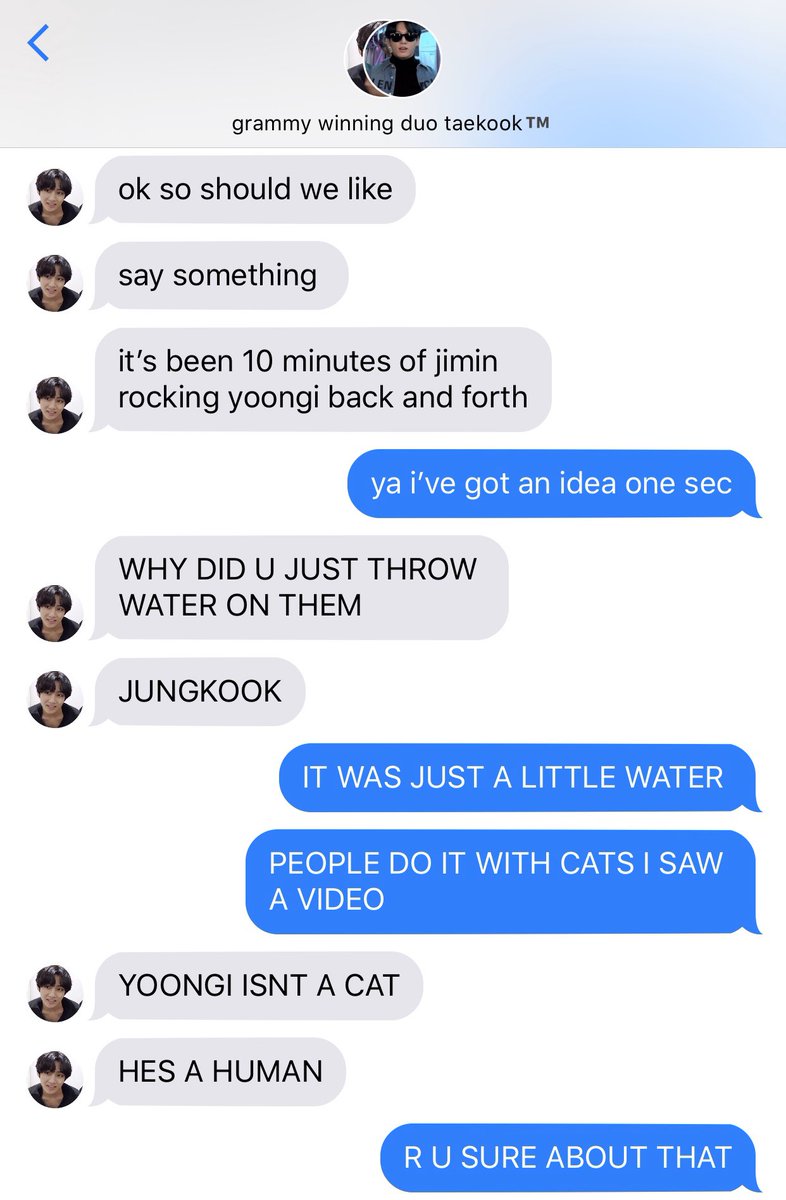 grammy winning duo taekook™
ok so should we like
say something
it's been 10 minutes of jimin
rocking yoongi back and forth
ya i've got an idea one sec
WHY DID U JUST THROW
WATER ON THEM
JUNGKOOK
IT WAS JUST A LITTLE WATER
PEOPLE DO IT WITH CATS I SAW
A VIDEO
YOONGI ISNT A CAT
HES A HUMAN
R U SURE ABOUT THAT